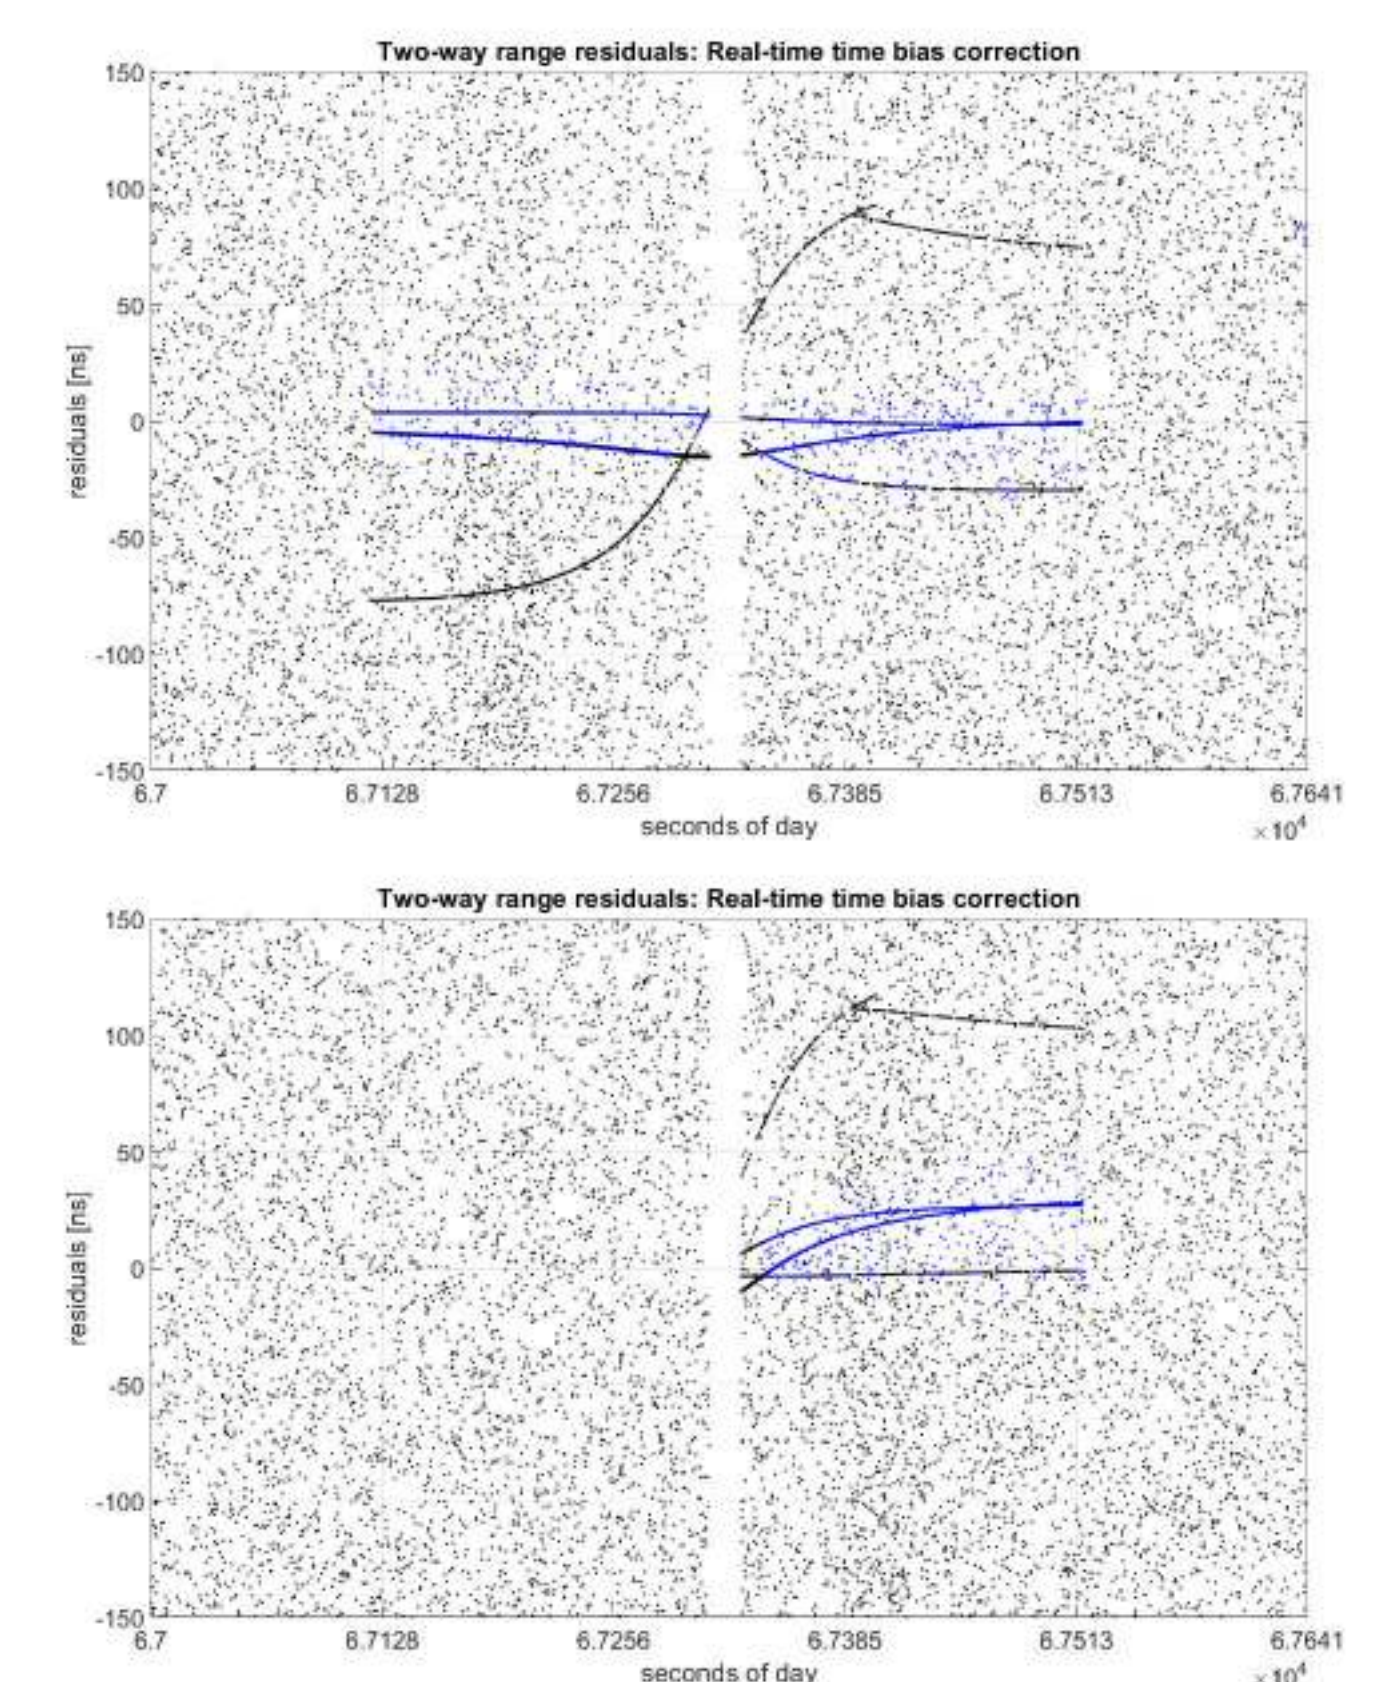 Two-way range residuals: Real-time time bias correction
150
100
50
0
-50
-100
-150
residuals [ns]
6.7 6.7128 6.7256 6.7385 6.7513 6.7641
seconds of day
×10⁴
Two-way range residuals: Real-time time bias correction
150
100
50
0
-50
-100
-150
residuals [ns]
6.7 6.7128 6.7256 6.7385 6.7513 6.7641
seconds of day
×10⁴